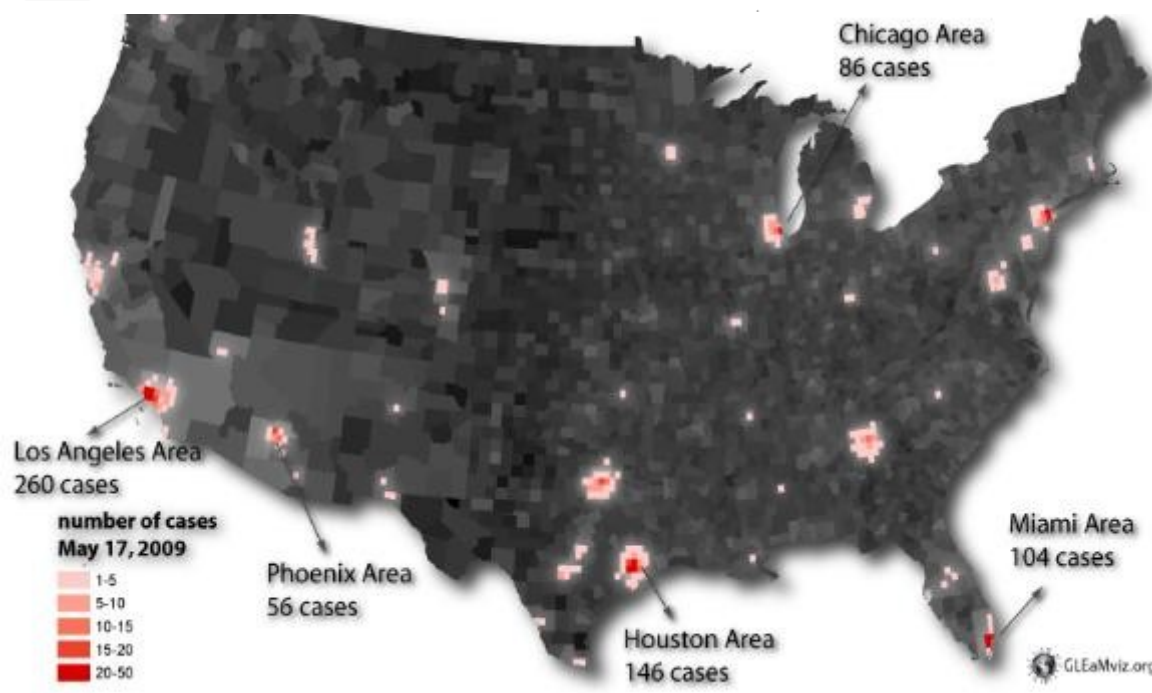 Chicago Area
86 cases
Los Angeles Area
260 cases
number of cases
May 17, 2009
1-5
5-10
10-15
15-20
20-50
Phoenix Area
56 cases
Houston Area
146 cases
Miami Area
104 cases
GLEaMviz.org